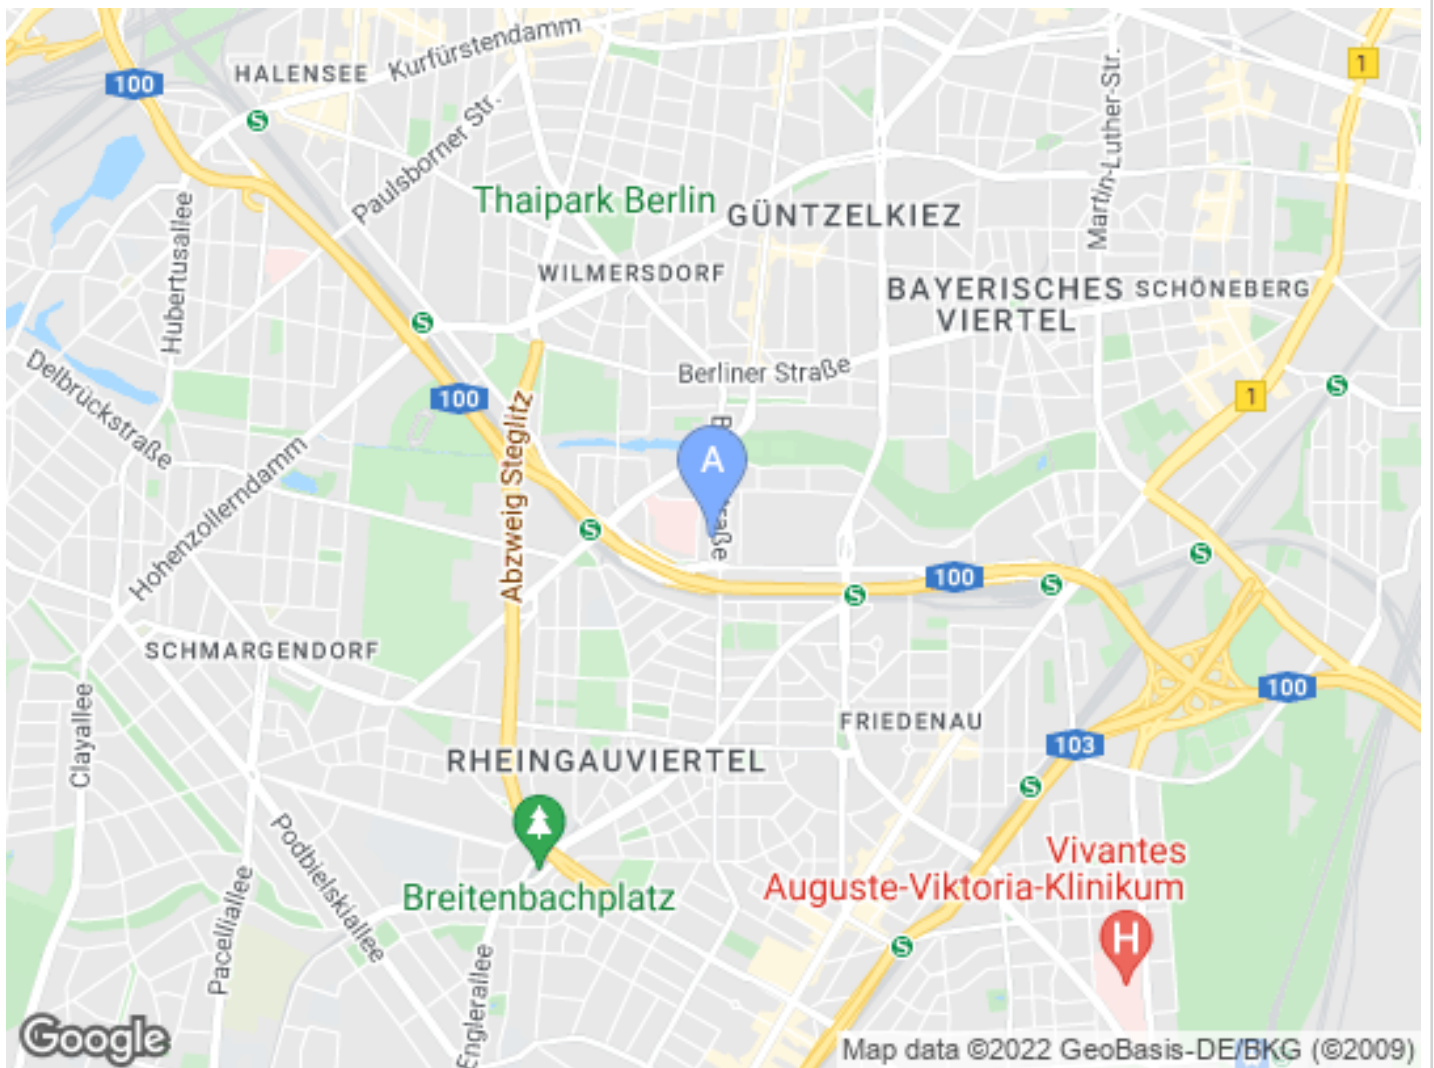 Kurfürstendamm
HALENSEE
100
1
S
Paulsborner Str.
Martin-Luther-Str.
Thaipark Berlin
GÜNTZELKIEZ
Hubertusallee
WILMERSDORF
BAYERISCHES
VIERTEL
SCHÖNEBERG
S
Berliner Straße
S
Delbrückstraße
100
1
Abzweig Steglitz
A
Hohenzollerndamm
S
S
100
S
S
SCHMARGENDORF
100
Clayallee
FRIEDENAU
103
RHEINGAUVIERTEL
S
Podbielskiallee
Vivantes
Auguste-Viktoria-Klinikum
Breitenbachplatz
H
Pacelliallee
S
Englerallee
Google
Map data ©2022 GeoBasis-DE/BKG (©2009)